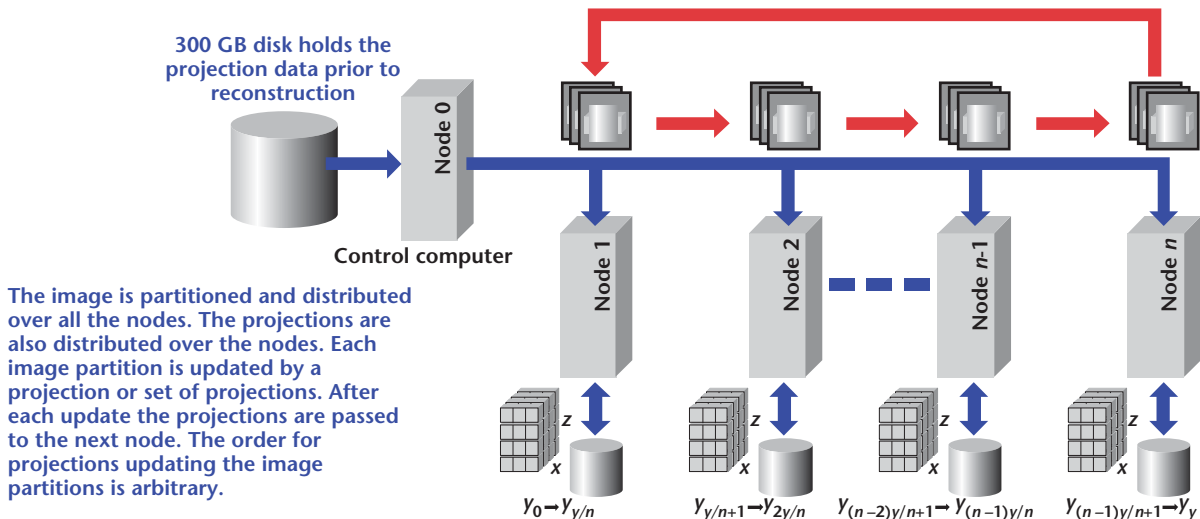 300 GB disk holds the
projection data prior to
reconstruction
Node 0
Control computer
Node 1
Node 2
Node n-1
Node n
The image is partitioned and distributed
over all the nodes. The projections are
also distributed over the nodes. Each
image partition is updated by a
projection or set of projections. After
each update the projections are passed
to the next node. The order for
projections updating the image
partitions is arbitrary.
z
x
z
x
z
x
z
x
y0→yy/n
yy/n+1→y2y/n
y(n–2)y/n+1→y(n–1)y/n
y(n–1)y/n+1→yy